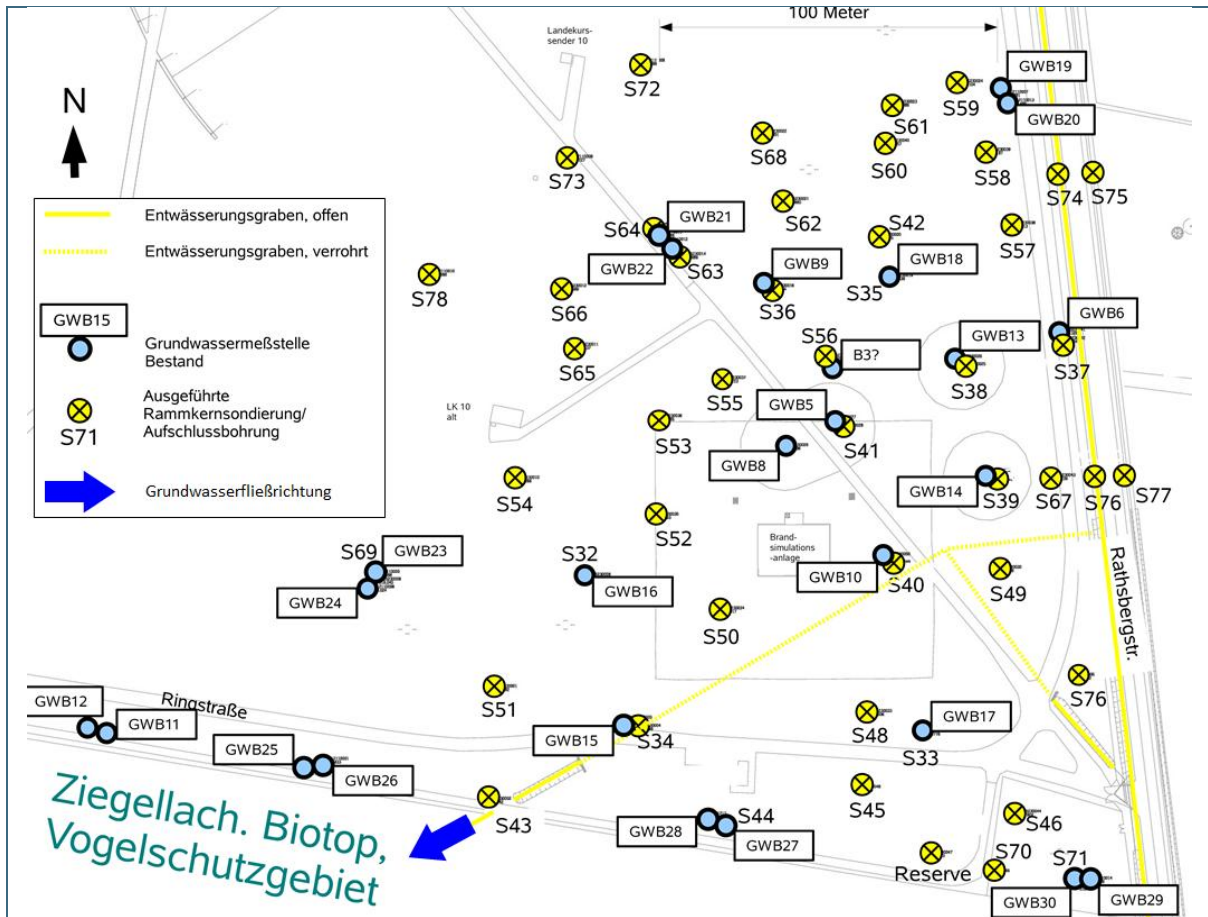 100 Meter
Landekurs-
sender 10
GWB19
S72
S59
GWB20
N
S61
S68
S60
S58
S73
S74
S75
Entwässerungsgraben, offen
GWB21
S62
S64
S42
S57
Entwässerungsgraben, verrohrt
GWB22
S63
GWB9
GWB18
S78
S66
S36
S35
GWB15
GWB6
Grundwassermeßstelle
Bestand
S56
B3?
GWB13
S65
S38
S37
Ausgeführte
Rammkernsondierung/
Aufschlussbohrung
S71
LK 10
alt
S55
GWB5
S53
S41
GWB8
Grundwasserfließrichtung
S54
GWB14
S39
S67
S76
S77
S52
Brand-
simulations
-anlage
S69
GWB23
S32
GWB10
S40
GWB24
GWB16
S49
S50
Rathsbergstr.
S76
S51
Ringstraße
GWB12
GWB11
GWB15
S34
S48
GWB17
S33
GWB25
GWB26
S45
S43
Ziegellach. Biotop,
Vogelschutzgebiet
GWB28
S44
GWB27
S46
S70
S71
Reserve
GWB30
GWB29